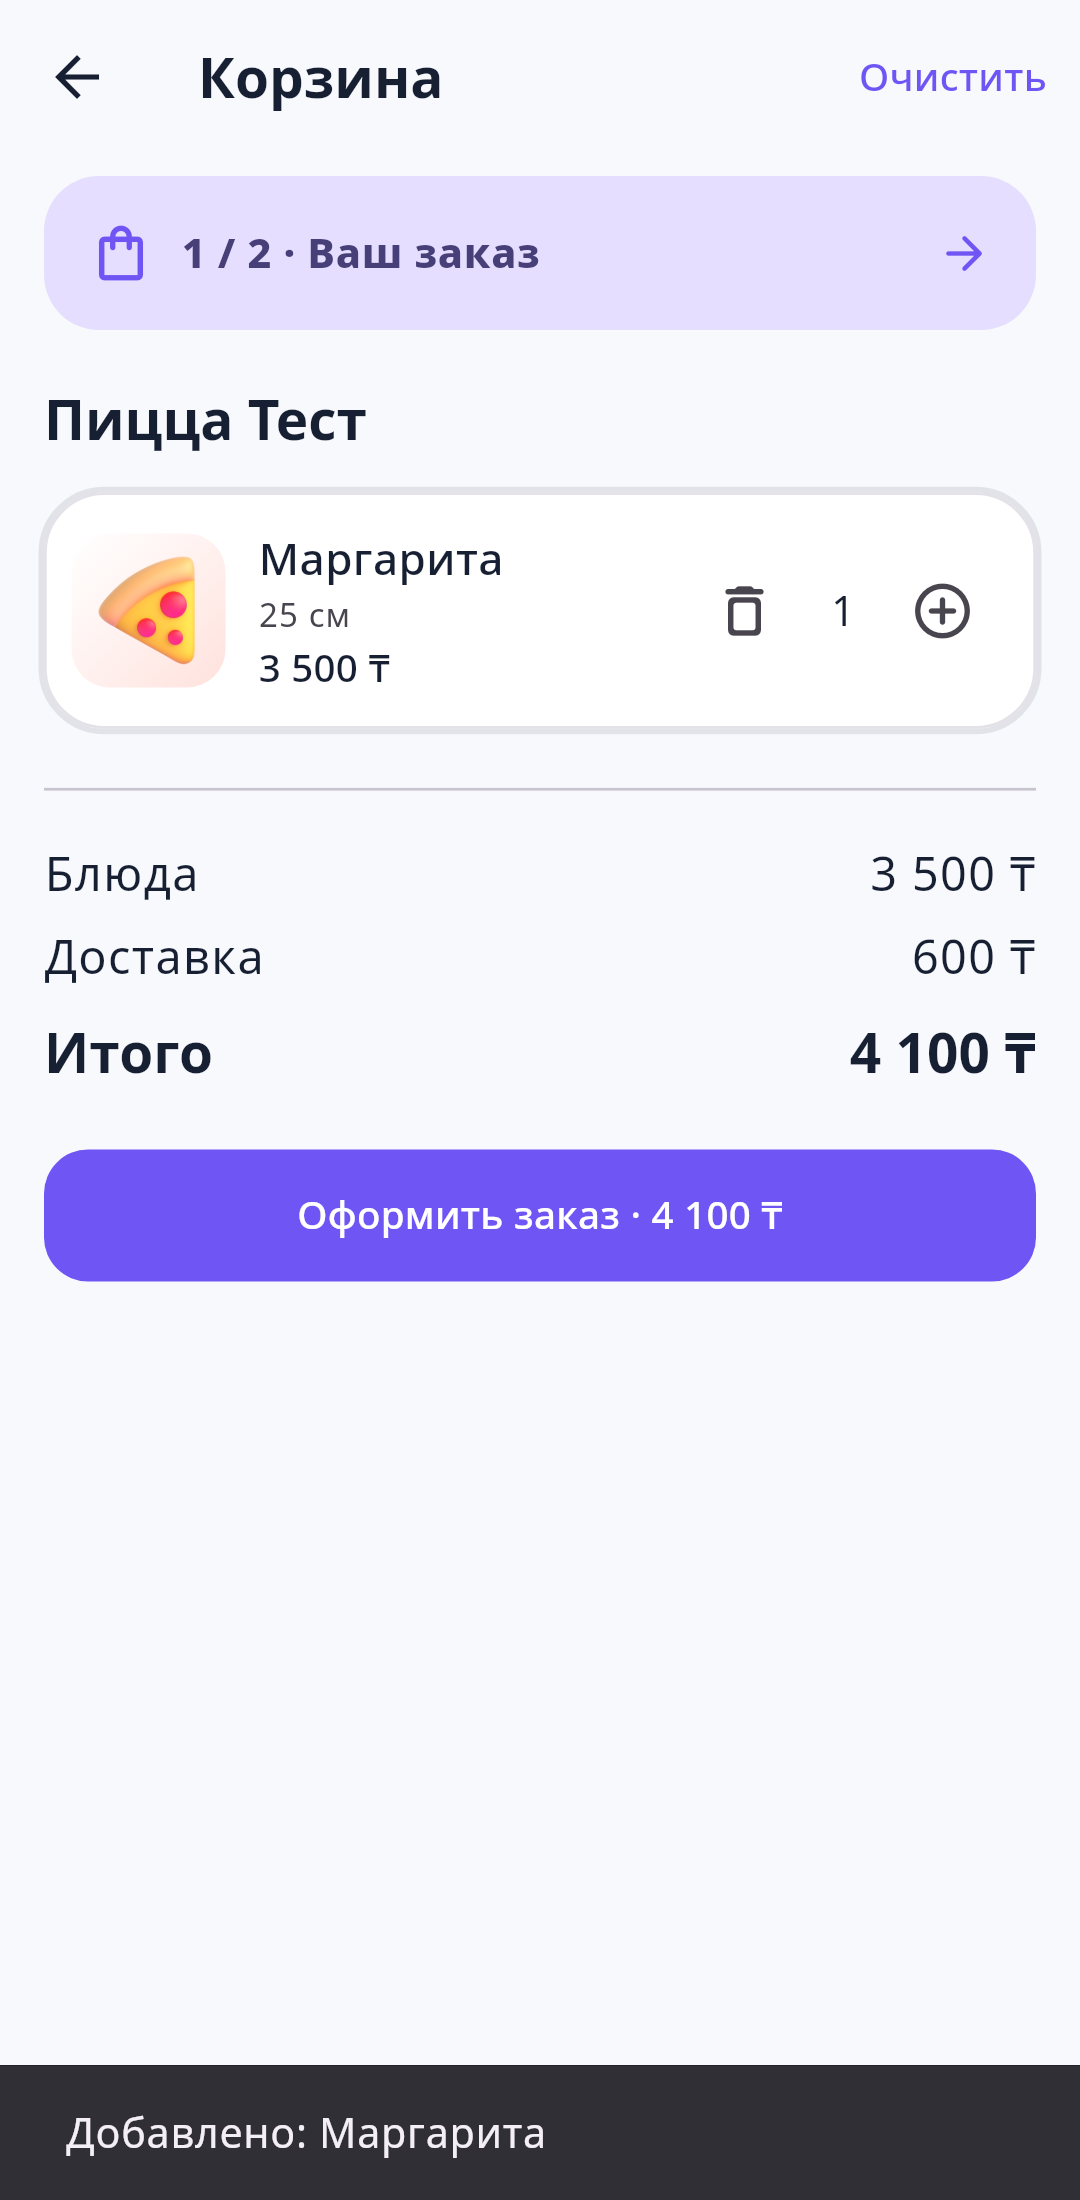 Корзина
Очистить
1 / 2 · Ваш заказ
Пицца Тест
Маргарита
25 см
3 500 ₸
1
Блюда
3 500 ₸
Доставка
600 ₸
Итого
4 100 ₸
Оформить заказ · 4 100 ₸
Добавлено: Маргарита